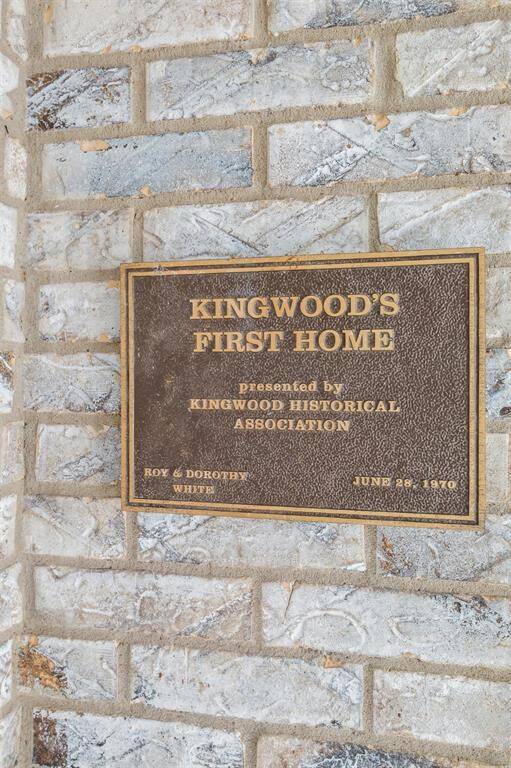 KINGWOOD'S
FIRST HOME
presented by
KINGWOOD HISTORICAL
ASSOCIATION
ROY & DOROTHY
WHITE
JUNE 28, 1970